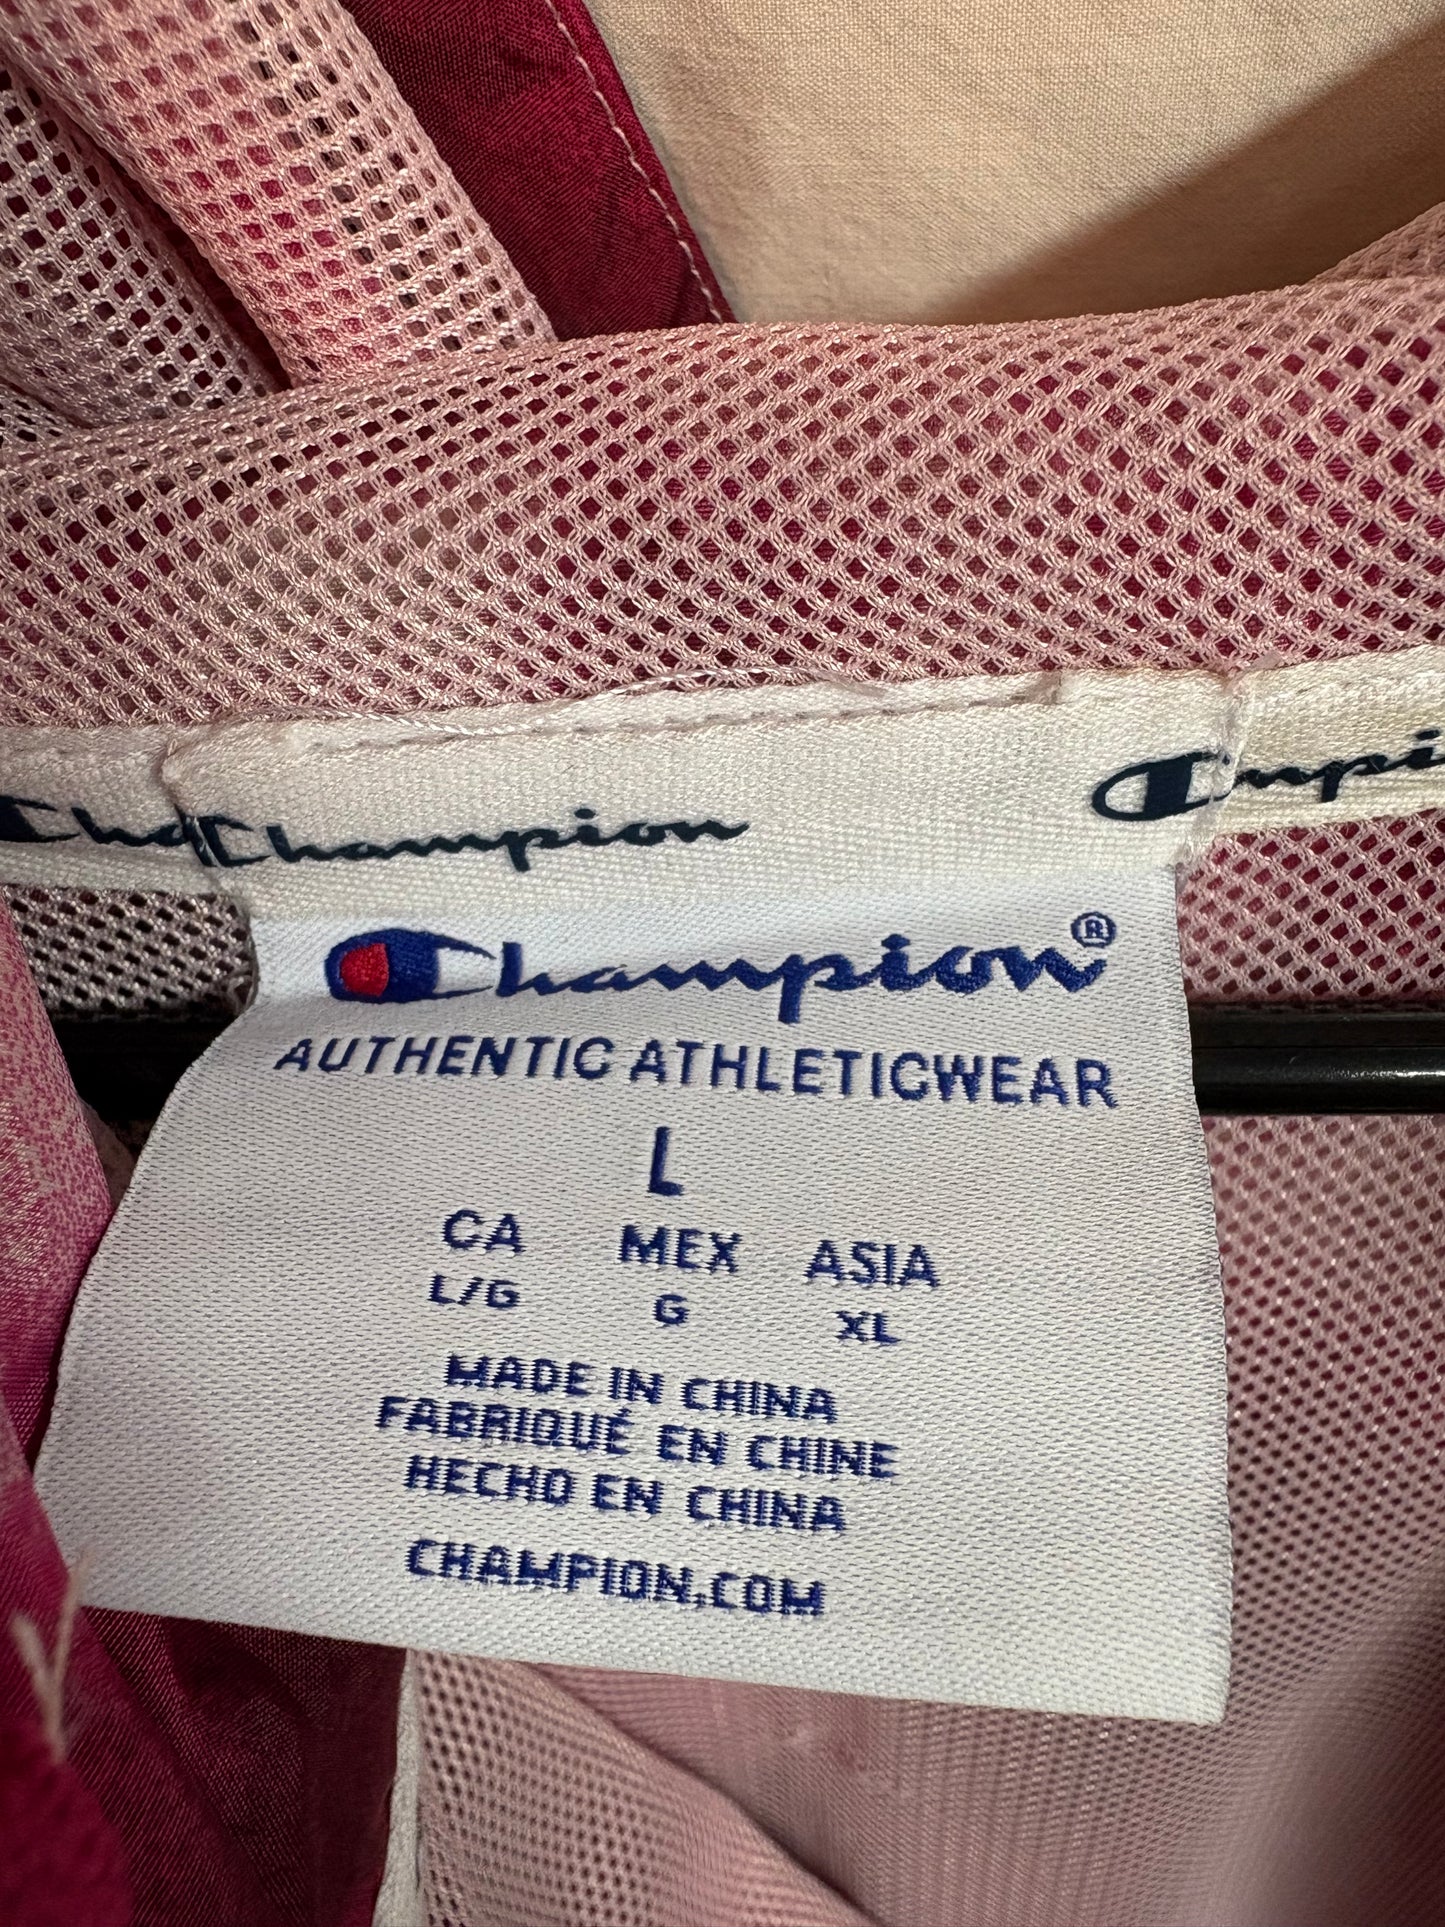 Champion
Champion®
AUTHENTIC ATHLETICWEAR
L
CA MEX ASIA
L/G G XL
MADE IN CHINA
FABRIQUÉ EN CHINE
HECHO EN CHINA
CHAMPION.COM